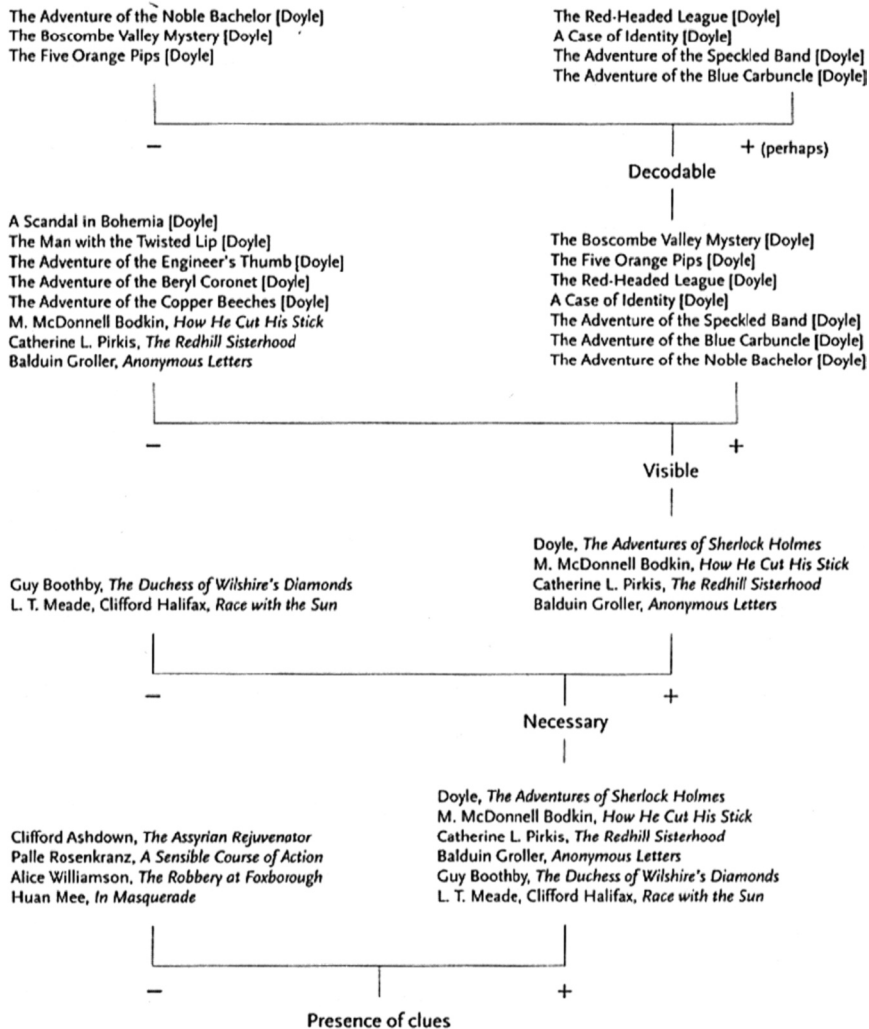 The Adventure of the Noble Bachelor [Doyle]
The Boscombe Valley Mystery [Doyle]
The Five Orange Pips [Doyle]
The Red-Headed League [Doyle]
A Case of Identity [Doyle]
The Adventure of the Speckled Band [Doyle]
The Adventure of the Blue Carbuncle [Doyle]
–
+ (perhaps)
Decodable
A Scandal in Bohemia [Doyle]
The Man with the Twisted Lip [Doyle]
The Adventure of the Engineer's Thumb [Doyle]
The Adventure of the Beryl Coronet [Doyle]
The Adventure of the Copper Beeches [Doyle]
M. McDonnell Bodkin, How He Cut His Stick
Catherine L. Pirkis, The Redhill Sisterhood
Balduin Groller, Anonymous Letters
The Boscombe Valley Mystery [Doyle]
The Five Orange Pips [Doyle]
The Red-Headed League [Doyle]
A Case of Identity [Doyle]
The Adventure of the Speckled Band [Doyle]
The Adventure of the Blue Carbuncle [Doyle]
The Adventure of the Noble Bachelor [Doyle]
–
+
Visible
Guy Boothby, The Duchess of Wilshire's Diamonds
L. T. Meade, Clifford Halifax, Race with the Sun
Doyle, The Adventures of Sherlock Holmes
M. McDonnell Bodkin, How He Cut His Stick
Catherine L. Pirkis, The Redhill Sisterhood
Balduin Groller, Anonymous Letters
–
+
Necessary
Clifford Ashdown, The Assyrian Rejuvenator
Palle Rosenkranz, A Sensible Course of Action
Alice Williamson, The Robbery at Foxborough
Huan Mee, In Masquerade
Doyle, The Adventures of Sherlock Holmes
M. McDonnell Bodkin, How He Cut His Stick
Catherine L. Pirkis, The Redhill Sisterhood
Balduin Groller, Anonymous Letters
Guy Boothby, The Duchess of Wilshire's Diamonds
L. T. Meade, Clifford Halifax, Race with the Sun
–
+
Presence of clues